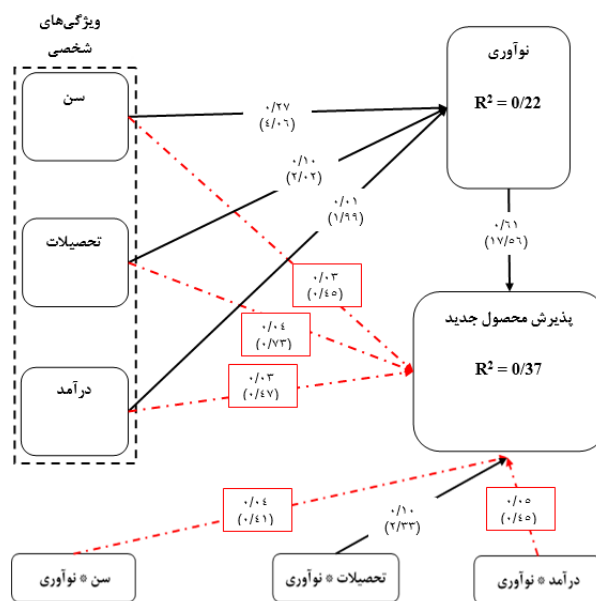 ویژگی‌های
شخصی
سن
تحصیلات
درآمد
نوآوری
R² = 0/22
۰/۲۷
(۴/۰۶)
۰/۱۰
(۲/۰۲)
۰/۰۱
(۱/۹۹)
۰/۶۱
(۱۷/۵۶)
۰/۰۳
(۰/۴۵)
۰/۰۴
(۰/۷۳)
۰/۰۳
(۰/۴۷)
پذیرش محصول جدید
R² = 0/37
۰/۰۴
(۰/۴۱)
۰/۱۰
(۲/۳۳)
۰/۰۵
(۰/۴۵)
سن * نوآوری
تحصیلات * نوآوری
درآمد * نوآوری